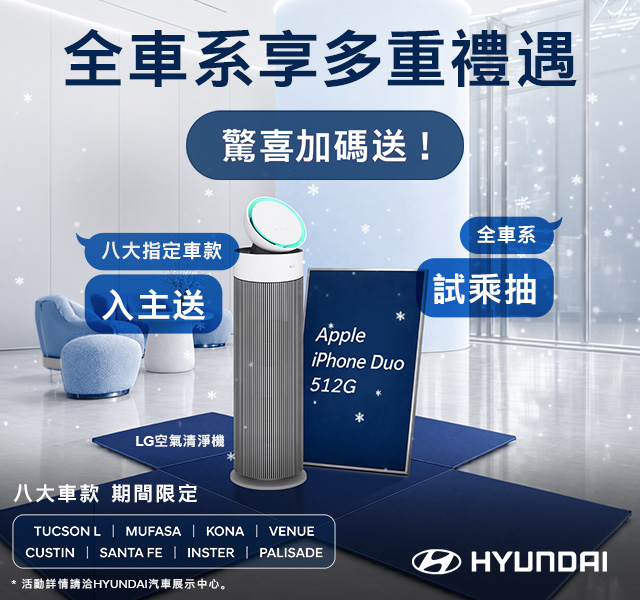 全車系享多重禮遇
驚喜加碼送！
八大指定車款
入主送
全車系
試乘抽
Apple
iPhone Duo
512G
LG空氣清淨機
八大車款 期間限定
TUCSON L | MUFASA | KONA | VENUE
CUSTIN | SANTA FE | INSTER | PALISADE
* 活動詳情請洽HYUNDAI汽車展示中心。
HYUNDAI